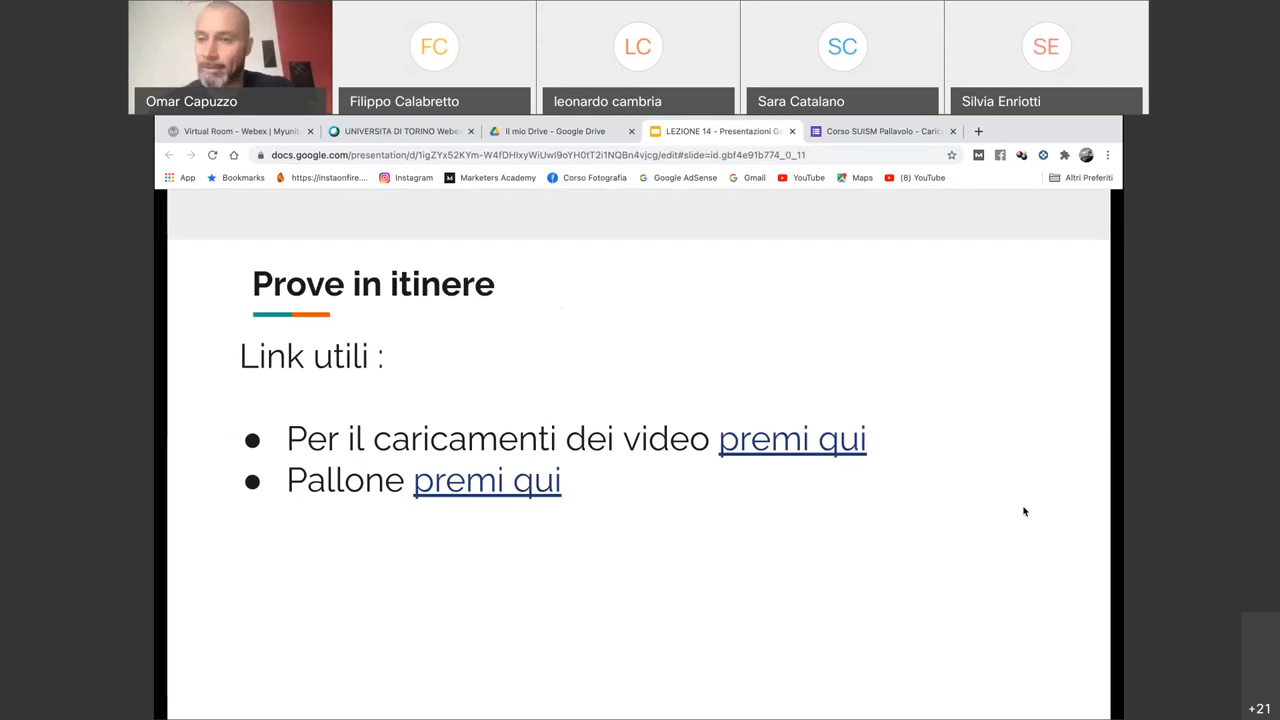 FC
LC
SC
SE
Omar Capuzzo
Filippo Calabretto
leonardo cambria
Sara Catalano
Silvia Enriotti
Virtual Room - Webex | Myunit
UNIVERSITA DI TORINO Webex
Il mio Drive - Google Drive
LEZIONE 14 - Presentazioni Go
Corso SUISM Pallavolo - Caric
docs.google.com/presentation/d/1igZYx52KYm-W4fDHIxyWiUwI9oYH0tT2i1NQBn4vjcg/edit#slide=id.gbf4e91b774_0_11
App
Bookmarks
https://instaonfire....
Instagram
Marketers Academy
Corso Fotografia
Google AdSense
Gmail
YouTube
Maps
(8) YouTube
Altri Preferiti
Prove in itinere
Link utili :
● Per il caricamenti dei video premi qui
● Pallone premi qui
+21